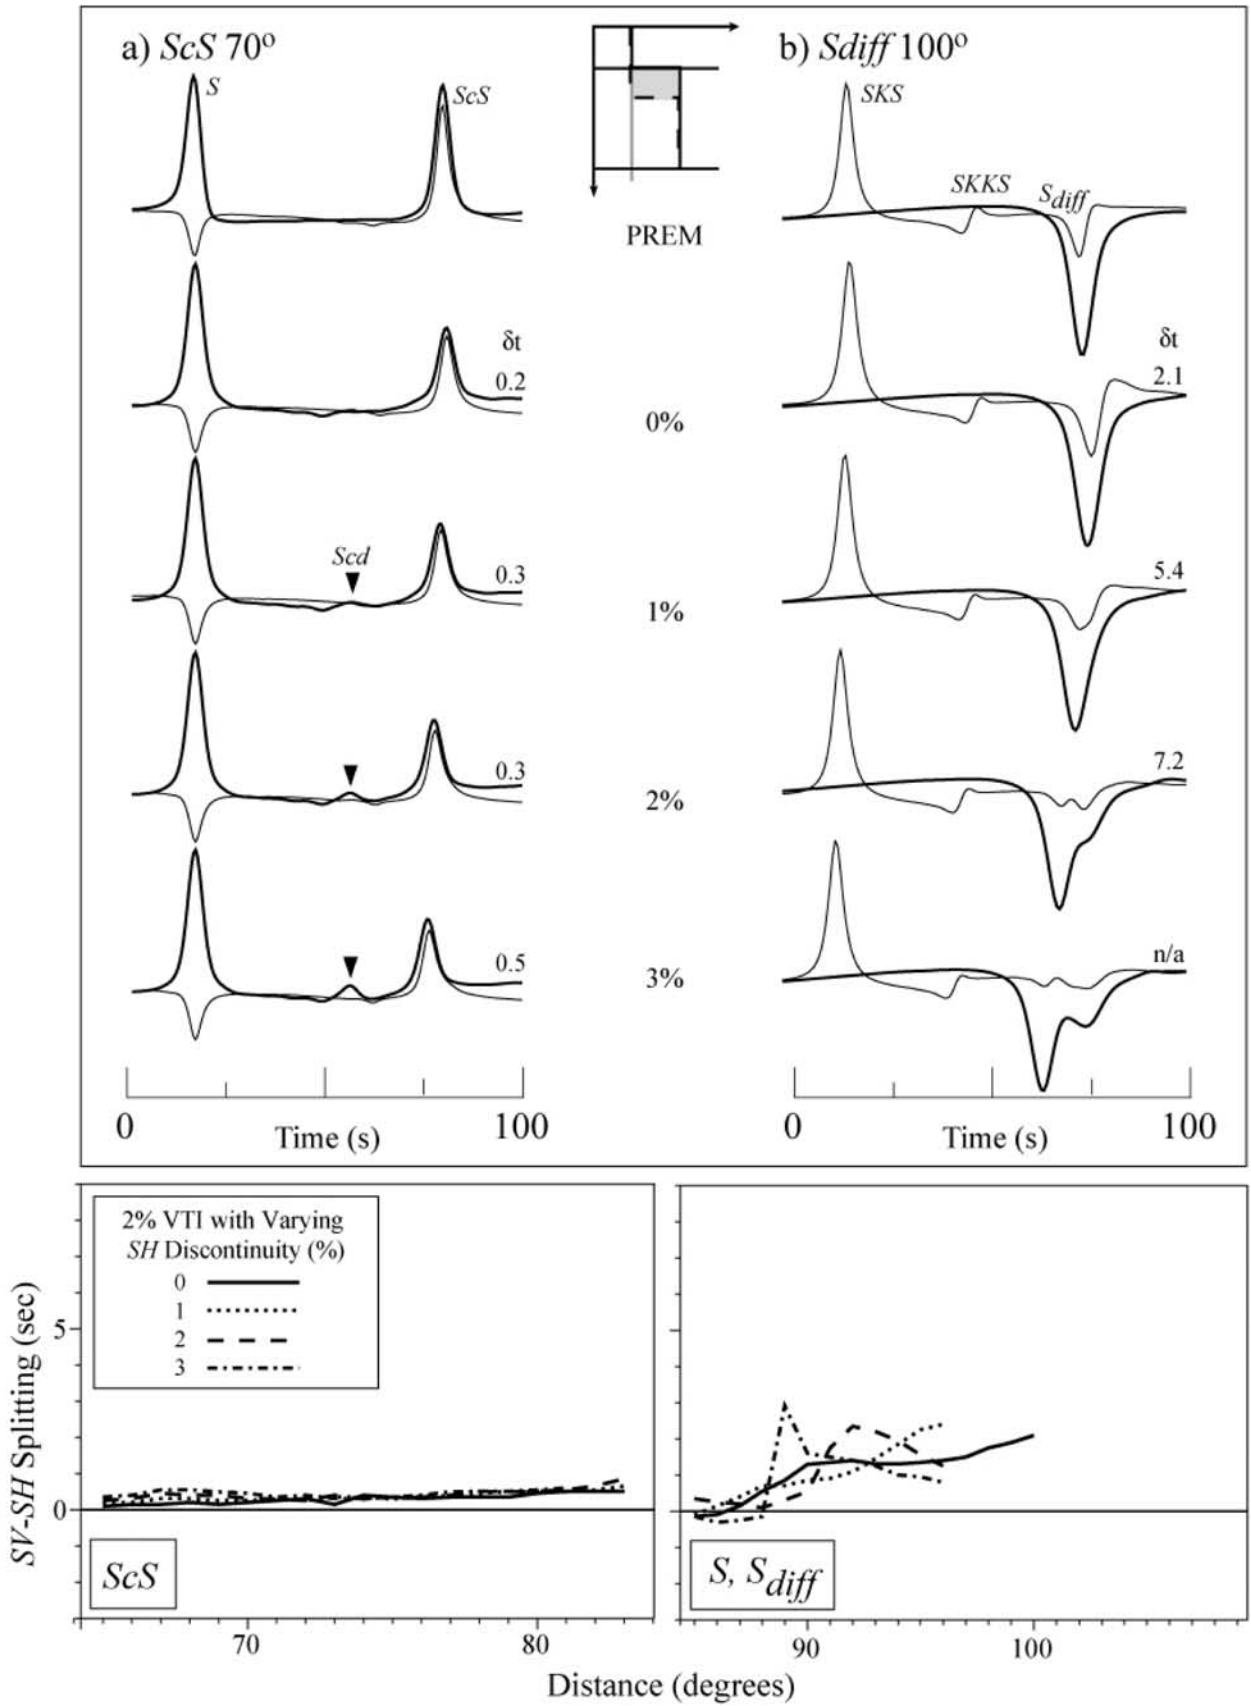 a) ScS 70º
S
ScS
b) Sdiff 100º
SKS
SKKS
Sdiff
PREM
δt
0.2
0%
δt
2.1
Scd
0.3
1%
5.4
0.3
2%
7.2
0.5
3%
n/a
0
Time (s)
100
0
Time (s)
100
2% VTI with Varying
SH Discontinuity (%)
0
1
2
3
SV-SH Splitting (sec)
5
0
ScS
S, Sdiff
70
80
90
100
Distance (degrees)